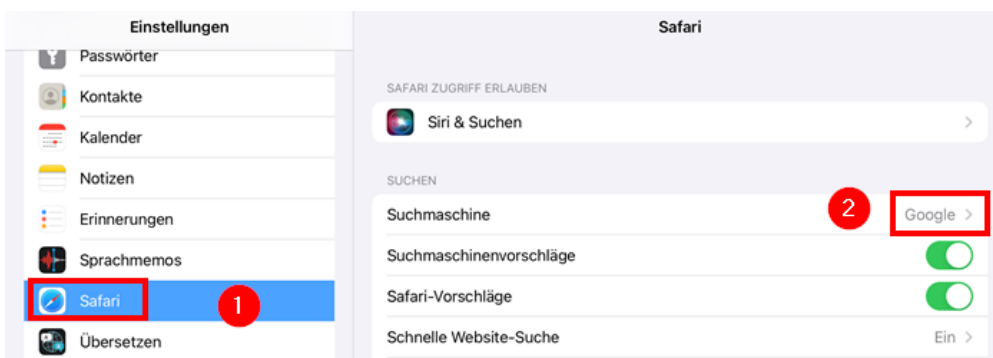 Einstellungen
Passwörter
Kontakte
Kalender
Notizen
Erinnerungen
Sprachmemos
Safari
1
Übersetzen
Safari
SAFARI ZUGRIFF ERLAUBEN
Siri & Suchen
SUCHEN
Suchmaschine 2 Google
Suchmaschinenvorschläge
Safari-Vorschläge
Schnelle Website-Suche Ein